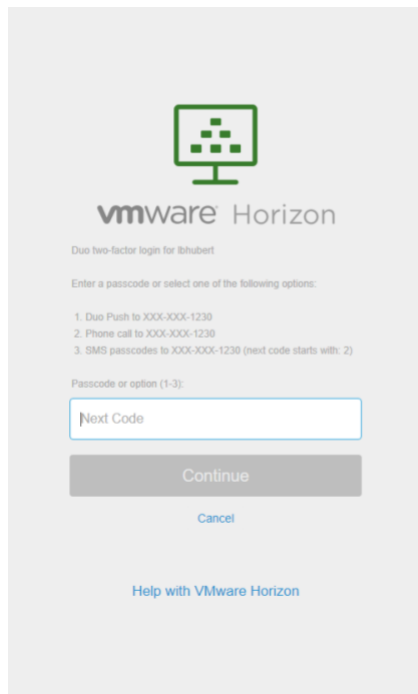 vmware Horizon
Duo two-factor login for lbhubert
Enter a passcode or select one of the following options:
1. Duo Push to XXX-XXX-1230
2. Phone call to XXX-XXX-1230
3. SMS passcodes to XXX-XXX-1230 (next code starts with: 2)
Passcode or option (1-3):
Next Code
Continue
Cancel
Help with VMware Horizon